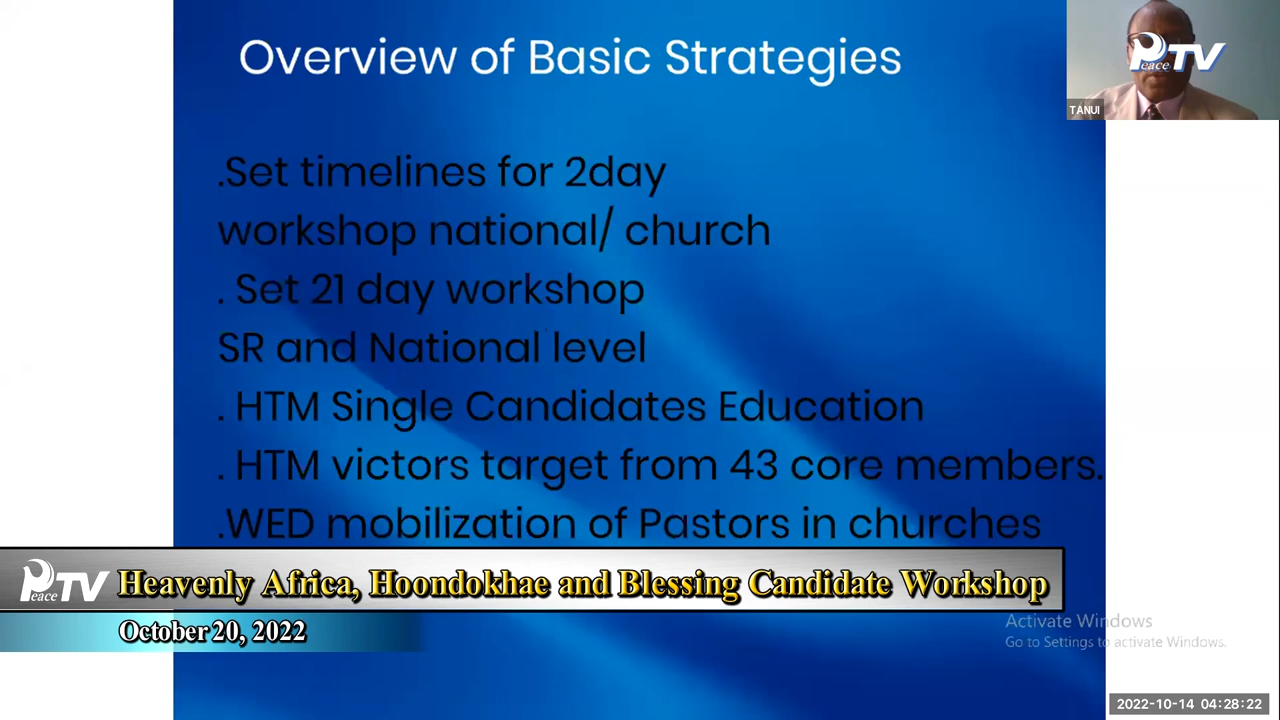 Overview of Basic Strategies
Peace TV
TANUI
.Set timelines for 2day
workshop national/ church
. Set 21 day workshop
SR and National level
. HTM Single Candidates Education
. HTM victors target from 43 core members.
.WED mobilization of Pastors in churches
Peace TV Heavenly Africa, Hoondokhae and Blessing Candidate Workshop
October 20, 2022
Activate Windows
Go to Settings to activate Windows.
2022-10-14 04:28:22